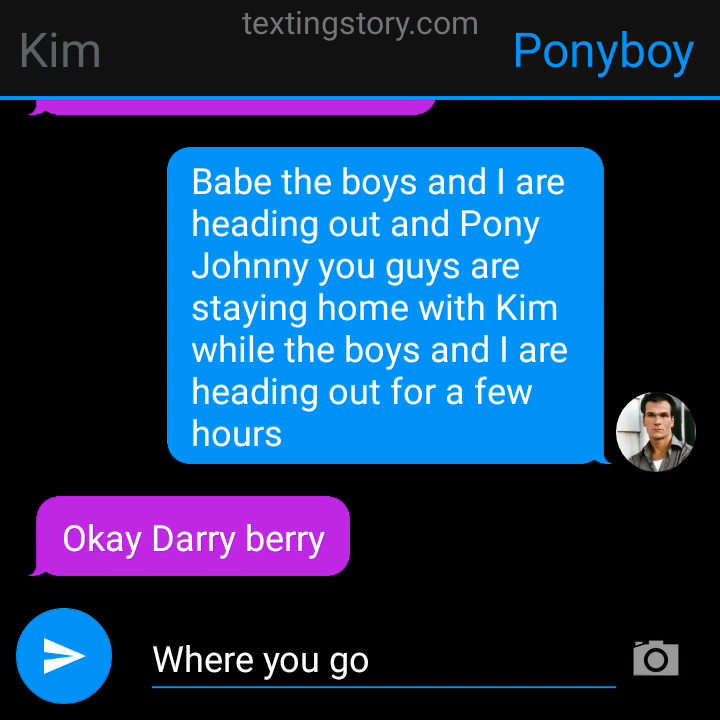 textingstory.com
Kim
Ponyboy
Babe the boys and I are
heading out and Pony
Johnny you guys are
staying home with Kim
while the boys and I are
heading out for a few
hours
Okay Darry berry
Where you go